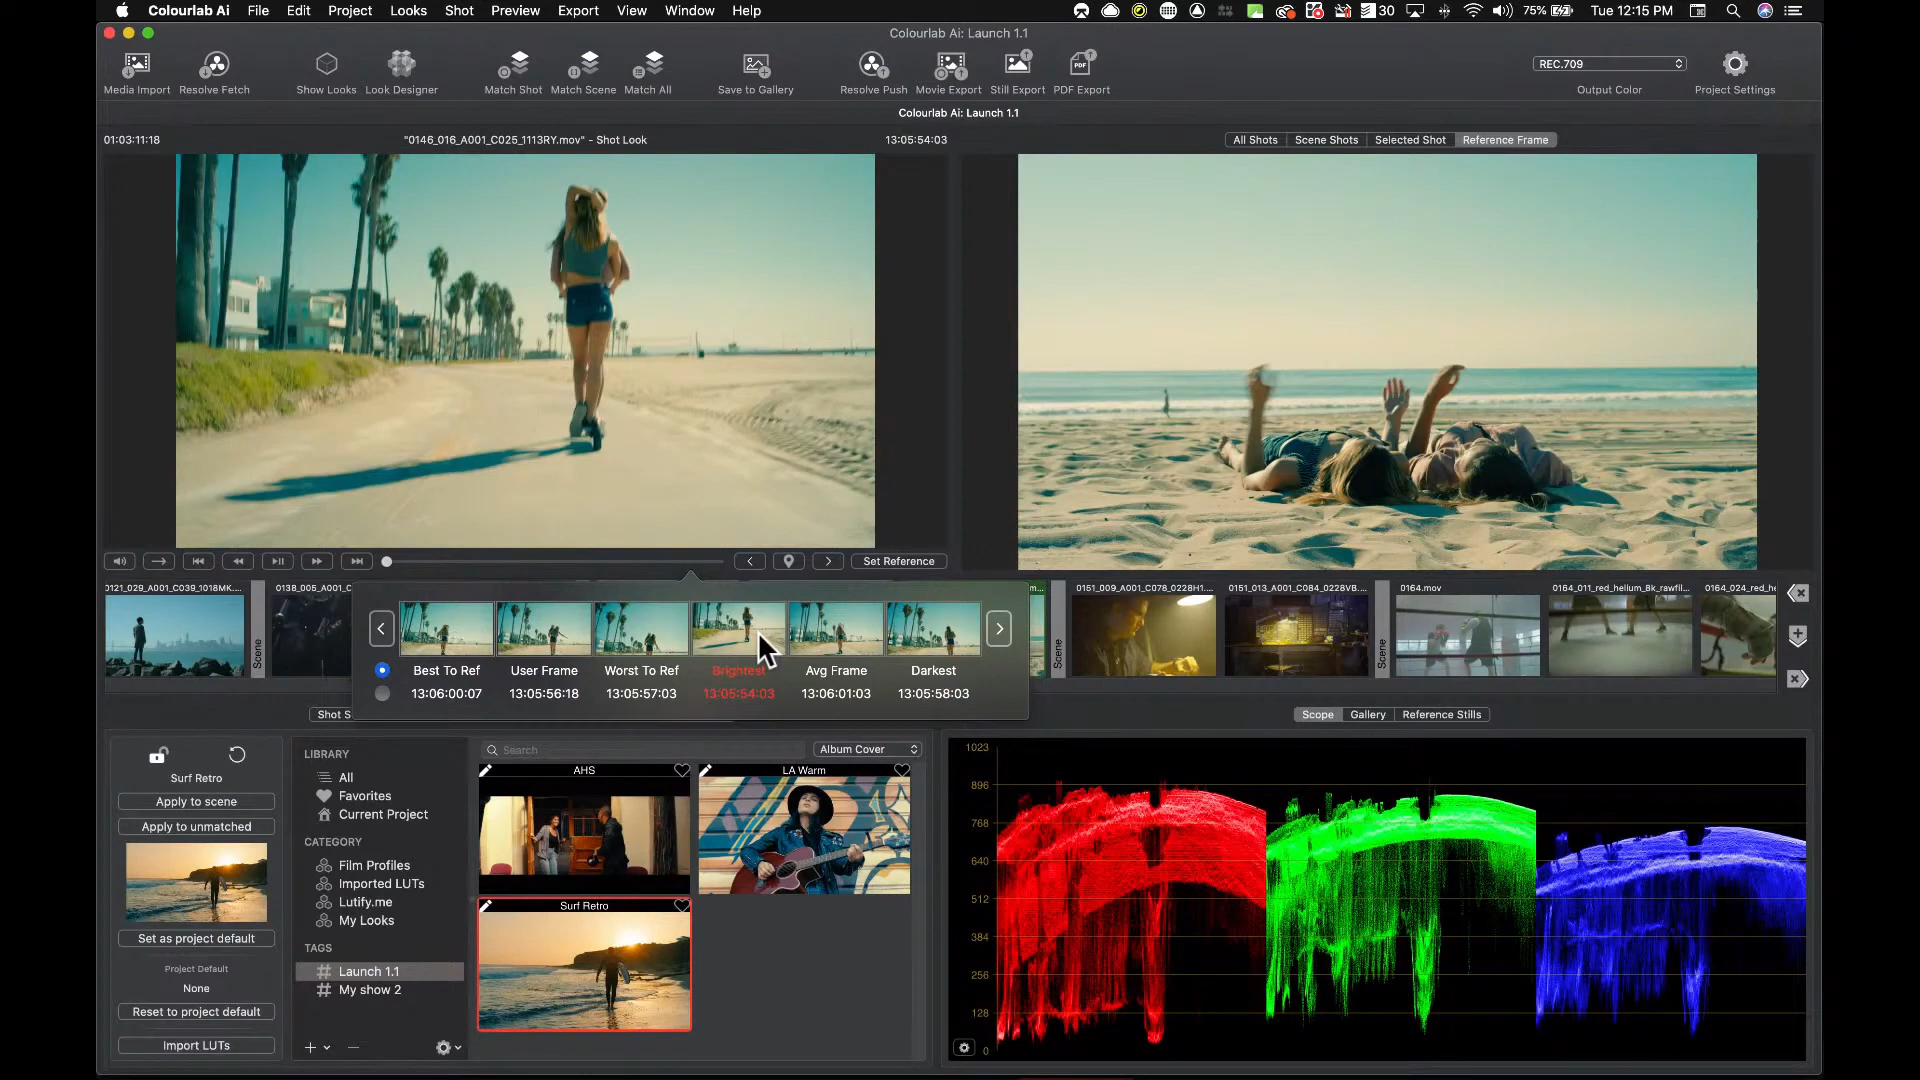 Colourlab Ai File Edit Project Looks Shot Preview Export View Window Help 30 75% Tue 12:15 PM
Colourlab Ai: Launch 1.1
Media Import Resolve Fetch Show Looks Look Designer Match Shot Match Scene Match All Save to Gallery Resolve Push Movie Export Still Export PDF Export Output Color Project Settings
REC.709
PDF
Colourlab Ai: Launch 1.1
01:03:11:18 "0146_016_A001_C025_1113RY.mov" - Shot Look 13:05:54:03
All Shots Scene Shots Selected Shot Reference Frame
Set Reference
0121_029_A001_C039_1018MK.... 0138_005_A001_C0 0151_009_A001_C078_0228H1... 0151_013_A001_C084_0228VB... 0164.mov 0164_011_red_helium_8k_rawfil... 0164_024_red_he
Scene
Scene
Scene
Best To Ref User Frame Worst To Ref Brightest Avg Frame Darkest
13:06:00:07 13:05:56:18 13:05:57:03 13:05:54:03 13:06:01:03 13:05:58:03
Shot S
Scope Gallery Reference Stills
Surf Retro
Apply to scene
Apply to unmatched
Set as project default
Project Default
None
Reset to project default
Import LUTs
LIBRARY
All
Favorites
Current Project
CATEGORY
Film Profiles
Imported LUTs
Lutify.me
My Looks
TAGS
Launch 1.1
My show 2
Search
Album Cover
AHS
LA Warm
Surf Retro
1023
896
768
640
512
384
256
128
0